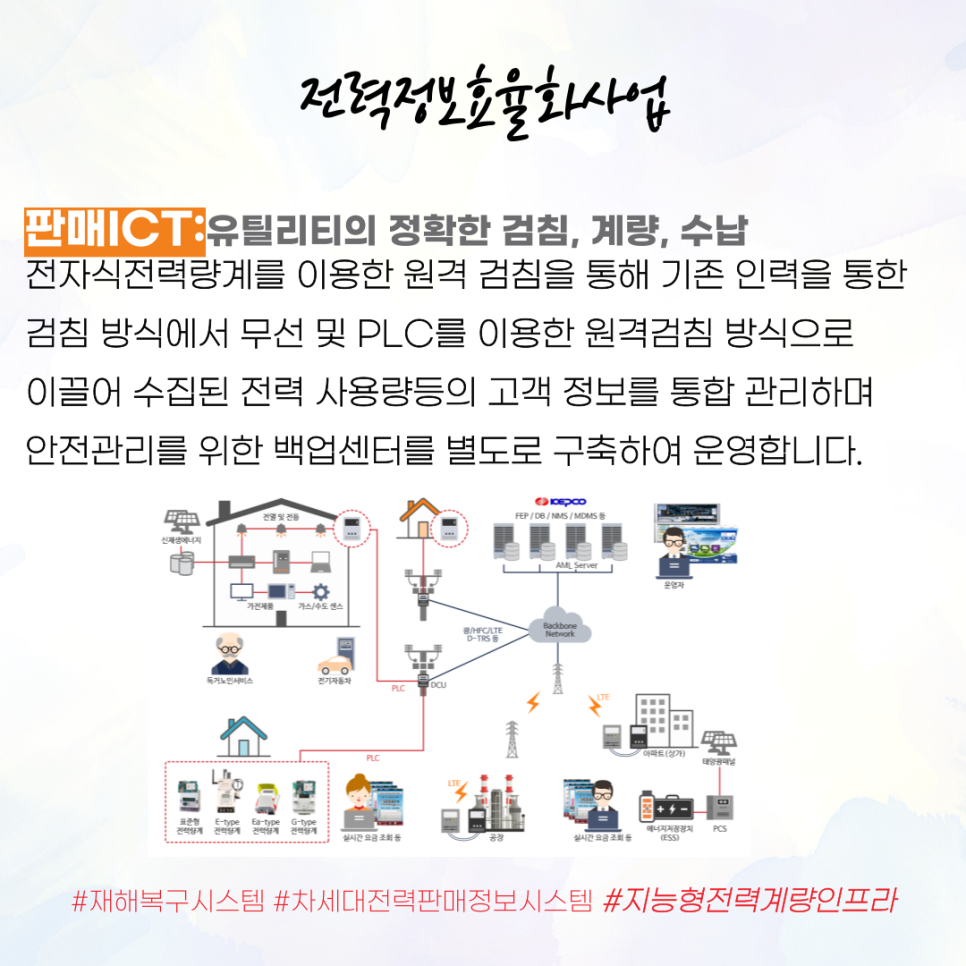 전력정보효율화사업
판매ICT:유틸리티의 정확한 검침, 계량, 수납
전자식전력량계를 이용한 원격 검침을 통해 기존 인력을 통한
검침 방식에서 무선 및 PLC를 이용한 원격검침 방식으로
이끌어 수집된 전력 사용량등의 고객 정보를 통합 관리하며
안전관리를 위한 백업센터를 별도로 구축하여 운영합니다.
KEPCO
FEP / DB / NMS / MDMS 등
전열 및 전등
신재생에너지
AMI, Server
운영자
가전제품
가스/수도 센스
Backbone
Network
광/HFC/LTE
D-TRS 등
독거노인서비스
전기자동차
PLC
DCU
LTE
아파트(상가)
태양광패널
PLC
LTE
표준형
전력량계
E-type
전력량계
Ea-type
전력량계
G-type
전력량계
실시간 요금 조회 등
공장
실시간 요금 조회 등
에너지저장장치
(ESS)
PCS
#재해복구시스템 #차세대전력판매정보시스템 #지능형전력계량인프라